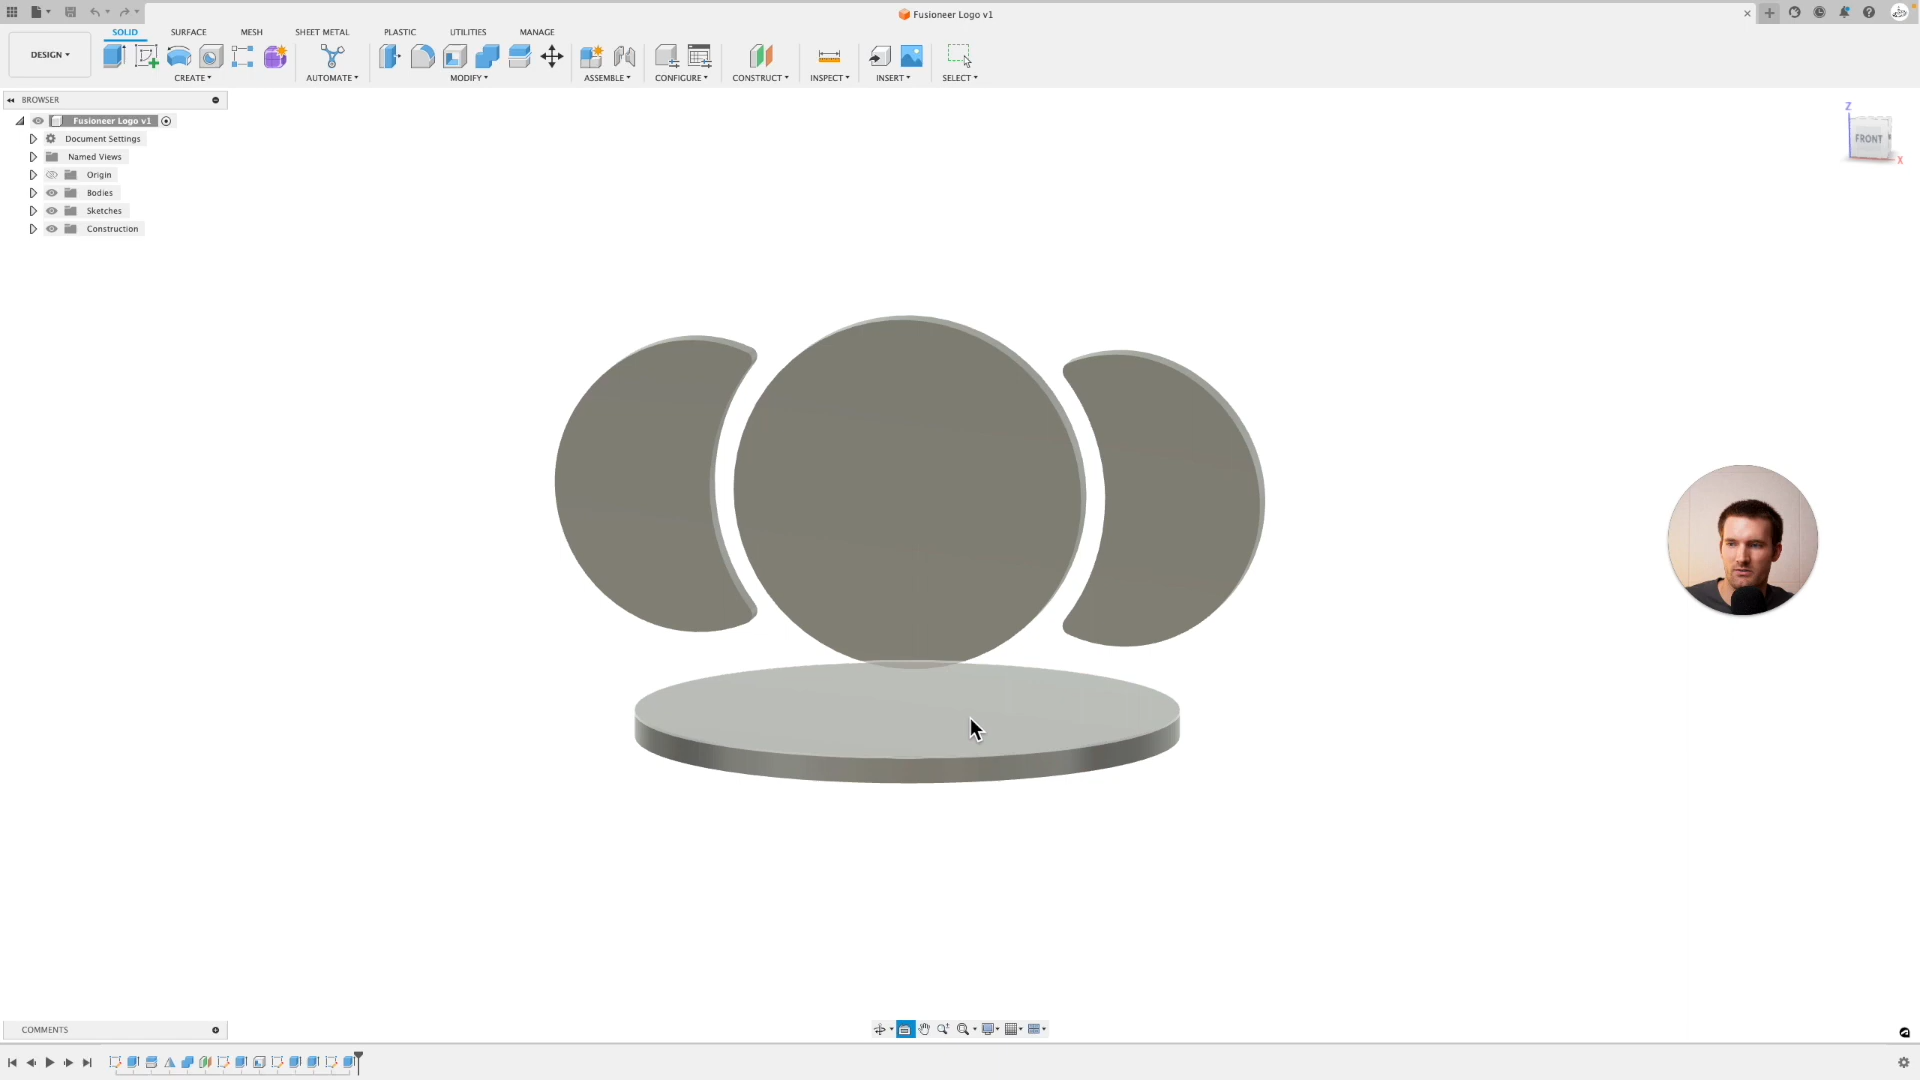 Fusioneer Logo v1
DESIGN
SOLID
SURFACE
MESH
SHEET METAL
PLASTIC
UTILITIES
MANAGE
CREATE
AUTOMATE
MODIFY
ASSEMBLE
CONFIGURE
CONSTRUCT
INSPECT
INSERT
SELECT
BROWSER
Fusioneer Logo v1
Document Settings
Named Views
Origin
Bodies
Sketches
Construction
Z
FRONT
X
COMMENTS